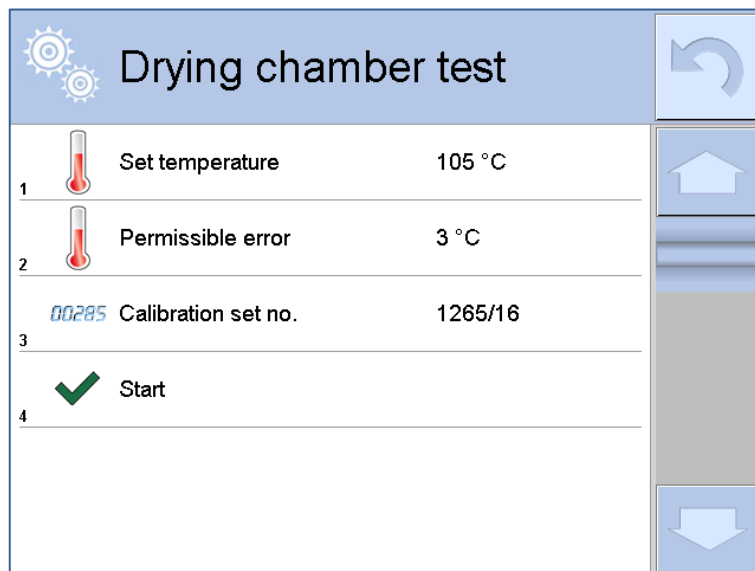 Drying chamber test
1 Set temperature 105 °C
2 Permissible error 3 °C
3 00285 Calibration set no. 1265/16
4 Start